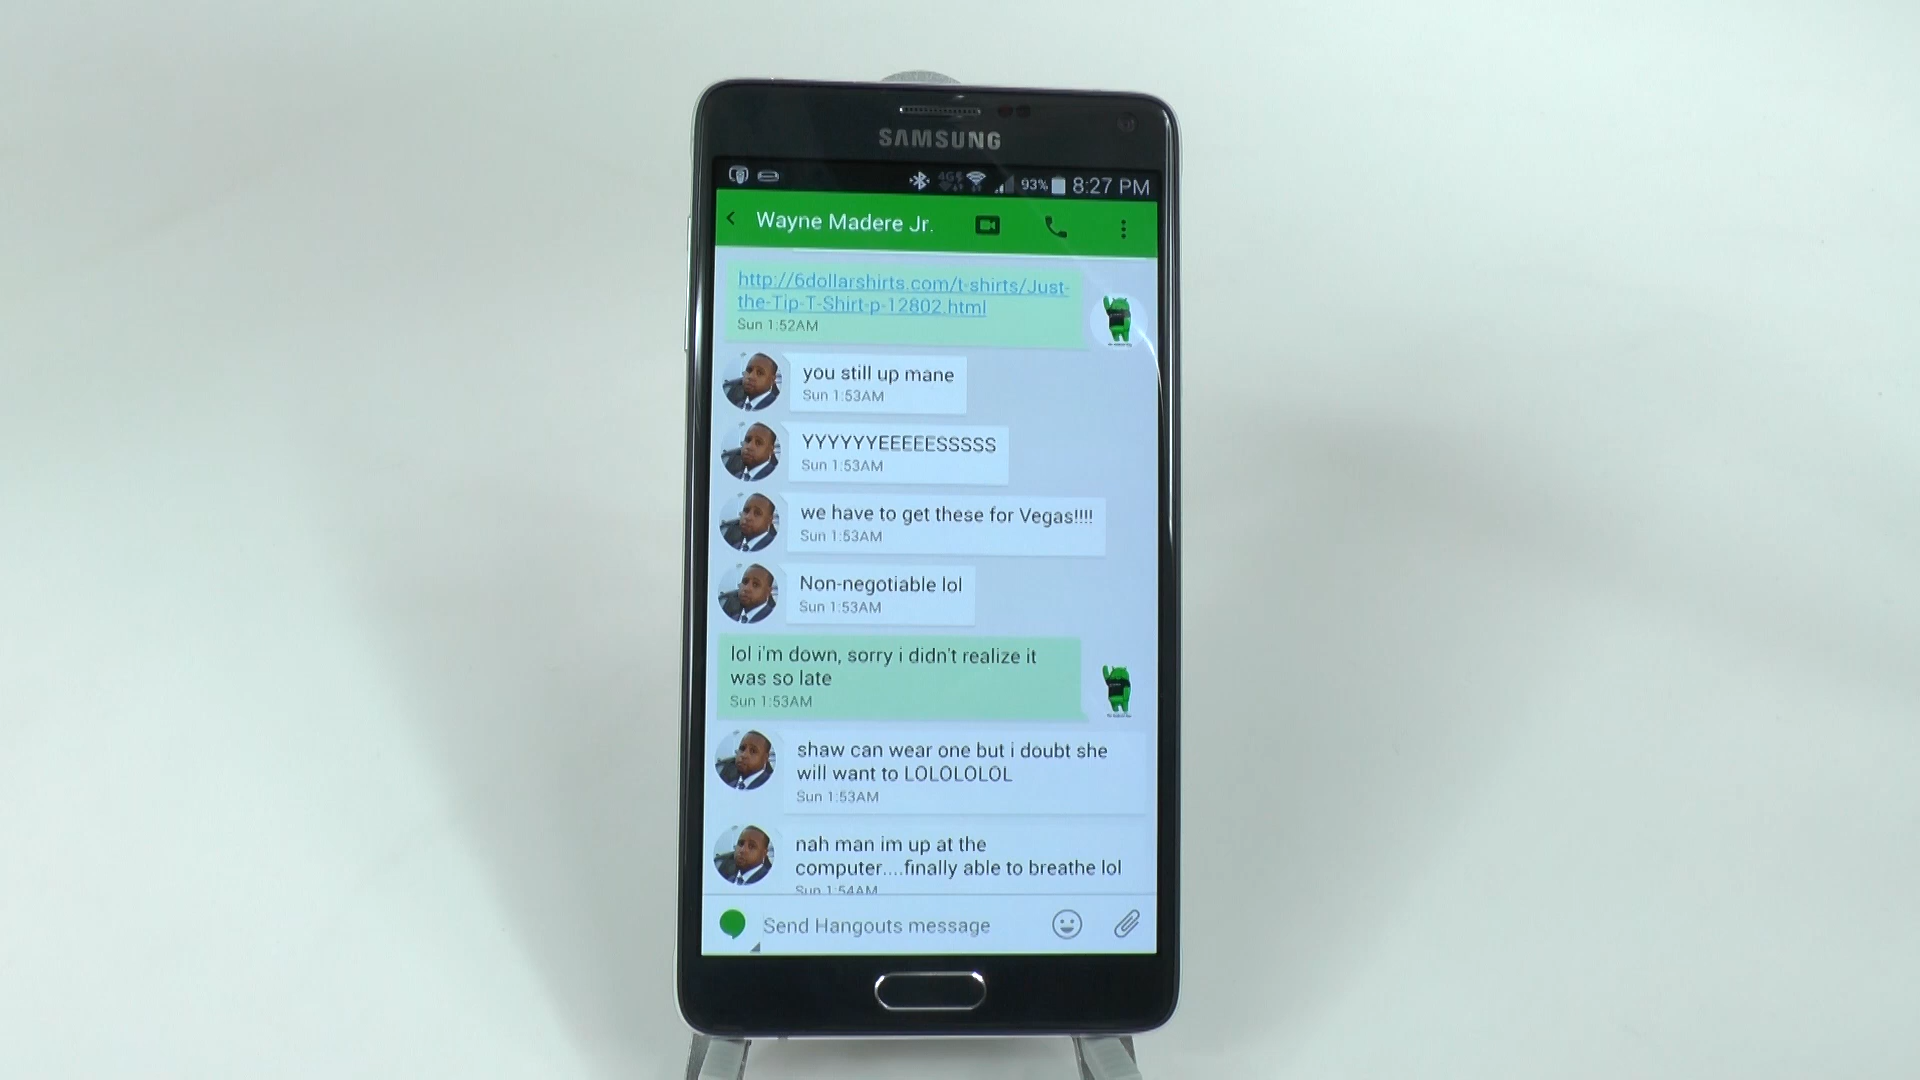 SAMSUNG
4G 93% 8:27 PM
Wayne Madere Jr.
http://6dollarshirts.com/t-shirts/Just-
the-Tip-T-Shirt-p-12802.html
Sun 1:52AM
you still up mane
Sun 1:53AM
YYYYYYEEEEESSSSS
Sun 1:53AM
we have to get these for Vegas!!!!
Sun 1:53AM
Non-negotiable lol
Sun 1:53AM
lol i'm down, sorry i didn't realize it
was so late
Sun 1:53AM
shaw can wear one but i doubt she
will want to LOLOLOLOL
Sun 1:53AM
nah man im up at the
computer....finally able to breathe lol
Sun 1:54AM
Send Hangouts message